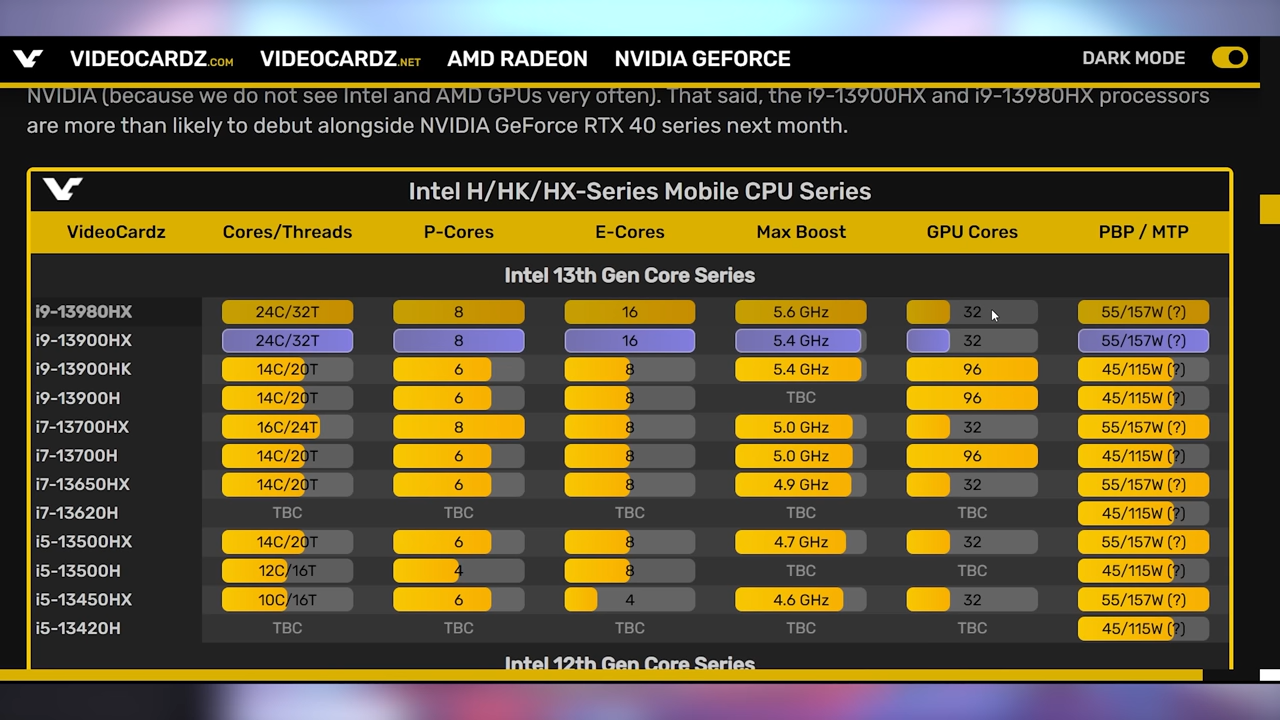 VIDEOCARDZ.COM VIDEOCARDZ.NET AMD RADEON NVIDIA GEFORCE DARK MODE
NVIDIA (because we do not see Intel and AMD GPUs very often). That said, the i9-13900HX and i9-13980HX processors
are more than likely to debut alongside NVIDIA GeForce RTX 40 series next month.
Intel H/HK/HX-Series Mobile CPU Series
VideoCardz Cores/Threads P-Cores E-Cores Max Boost GPU Cores PBP / MTP
Intel 13th Gen Core Series
i9-13980HX 24C/32T 8 16 5.6 GHz 32 55/157W (?)
i9-13900HX 24C/32T 8 16 5.4 GHz 32 55/157W (?)
i9-13900HK 14C/20T 6 8 5.4 GHz 96 45/115W (?)
i9-13900H 14C/20T 6 8 TBC 96 45/115W (?)
i7-13700HX 16C/24T 8 8 5.0 GHz 32 55/157W (?)
i7-13700H 14C/20T 6 8 5.0 GHz 96 45/115W (?)
i7-13650HX 14C/20T 6 8 4.9 GHz 32 55/157W (?)
i7-13620H TBC TBC TBC TBC TBC 45/115W (?)
i5-13500HX 14C/20T 6 8 4.7 GHz 32 55/157W (?)
i5-13500H 12C/16T 4 8 TBC TBC 45/115W (?)
i5-13450HX 10C/16T 6 4 4.6 GHz 32 55/157W (?)
i5-13420H TBC TBC TBC TBC TBC 45/115W (?)
Intel 12th Gen Core Series